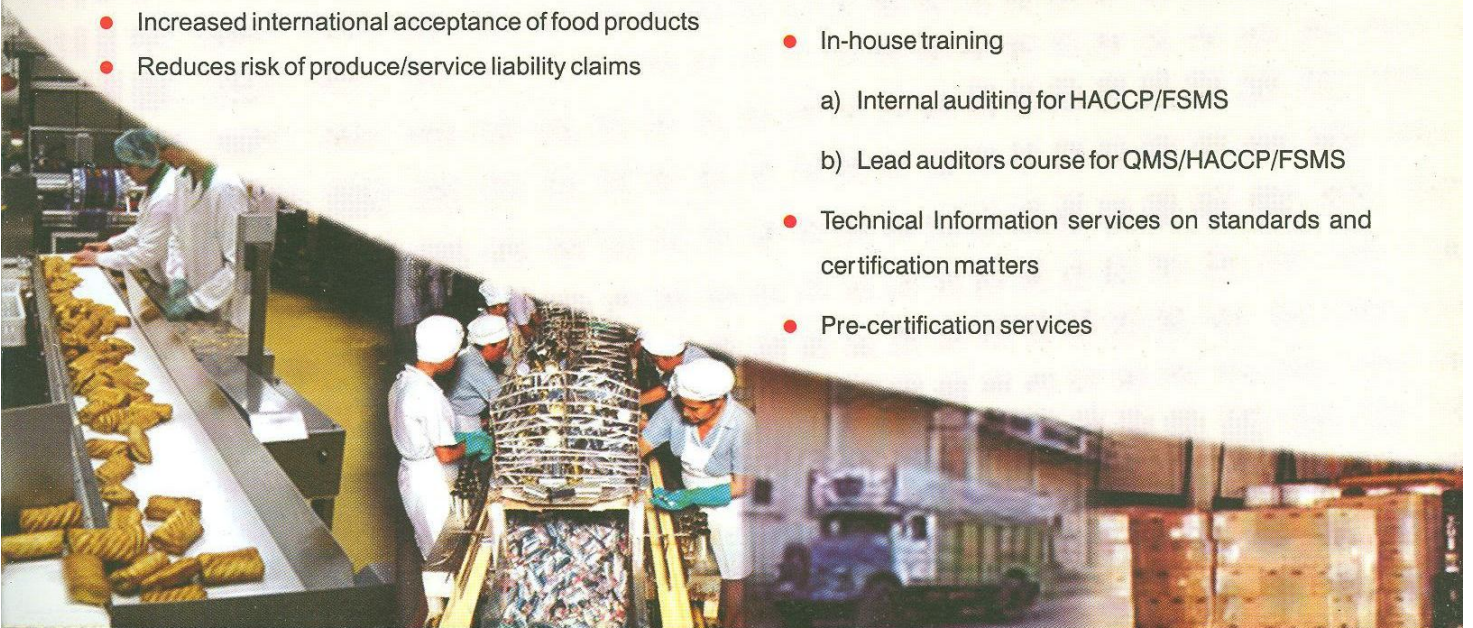 Increased international acceptance of food products
Reduces risk of produce/service liability claims
In-house training
a) Internal auditing for HACCP/FSMS
b) Lead auditors course for QMS/HACCP/FSMS
Technical Information services on standards and
certification matters
Pre-certification services